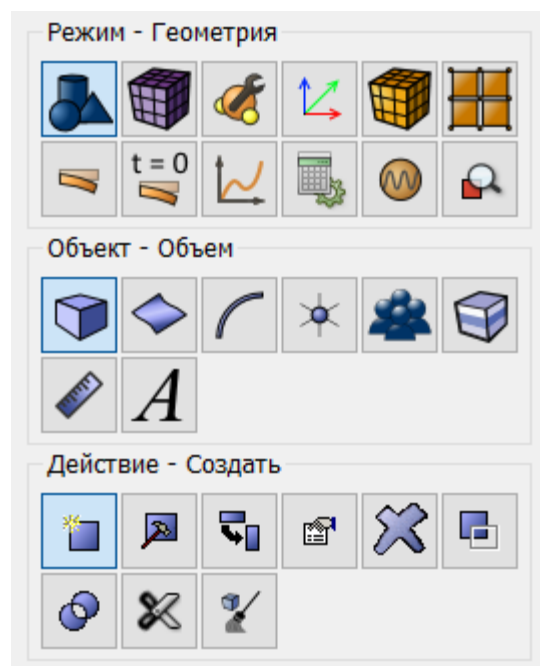 Режим - Геометрия
t = 0
Объект - Объем
A
Действие - Создать